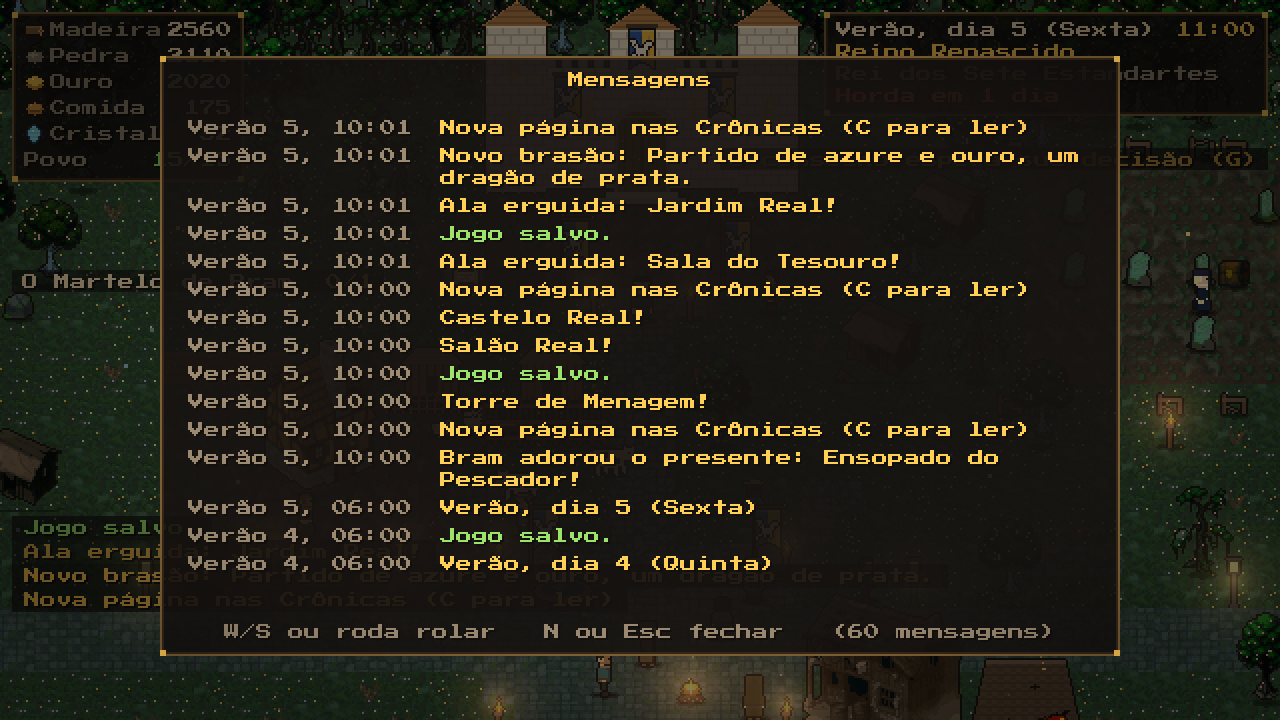 Madeira 2560
Pedra 2110
Ouro 2020
Comida 175
Cristal
Povo
Verão, dia 5 (Sexta) 11:00
Reino Renascido
Rei dos Sete Estandartes
Horda em 1 dia
decisão (G)
Mensagens
Verão 5, 10:01 Nova página nas Crônicas (C para ler)
Verão 5, 10:01 Novo brasão: Partido de azure e ouro, um
dragão de prata.
Verão 5, 10:01 Ala erguida: Jardim Real!
Verão 5, 10:01 Jogo salvo.
Verão 5, 10:01 Ala erguida: Sala do Tesouro!
Verão 5, 10:00 Nova página nas Crônicas (C para ler)
Verão 5, 10:00 Castelo Real!
Verão 5, 10:00 Salão Real!
Verão 5, 10:00 Jogo salvo.
Verão 5, 10:00 Torre de Menagem!
Verão 5, 10:00 Nova página nas Crônicas (C para ler)
Verão 5, 10:00 Bram adorou o presente: Ensopado do
Pescador!
Verão 5, 06:00 Verão, dia 5 (Sexta)
Verão 4, 06:00 Jogo salvo.
Verão 4, 06:00 Verão, dia 4 (Quinta)
W/S ou roda rolar N ou Esc fechar (60 mensagens)
O Martelo de Bram
Jogo salvo.
Ala erguida: Jardim Real!
Novo brasão: Partido de azure e ouro, um dragão de prata.
Nova página nas Crônicas (C para ler)